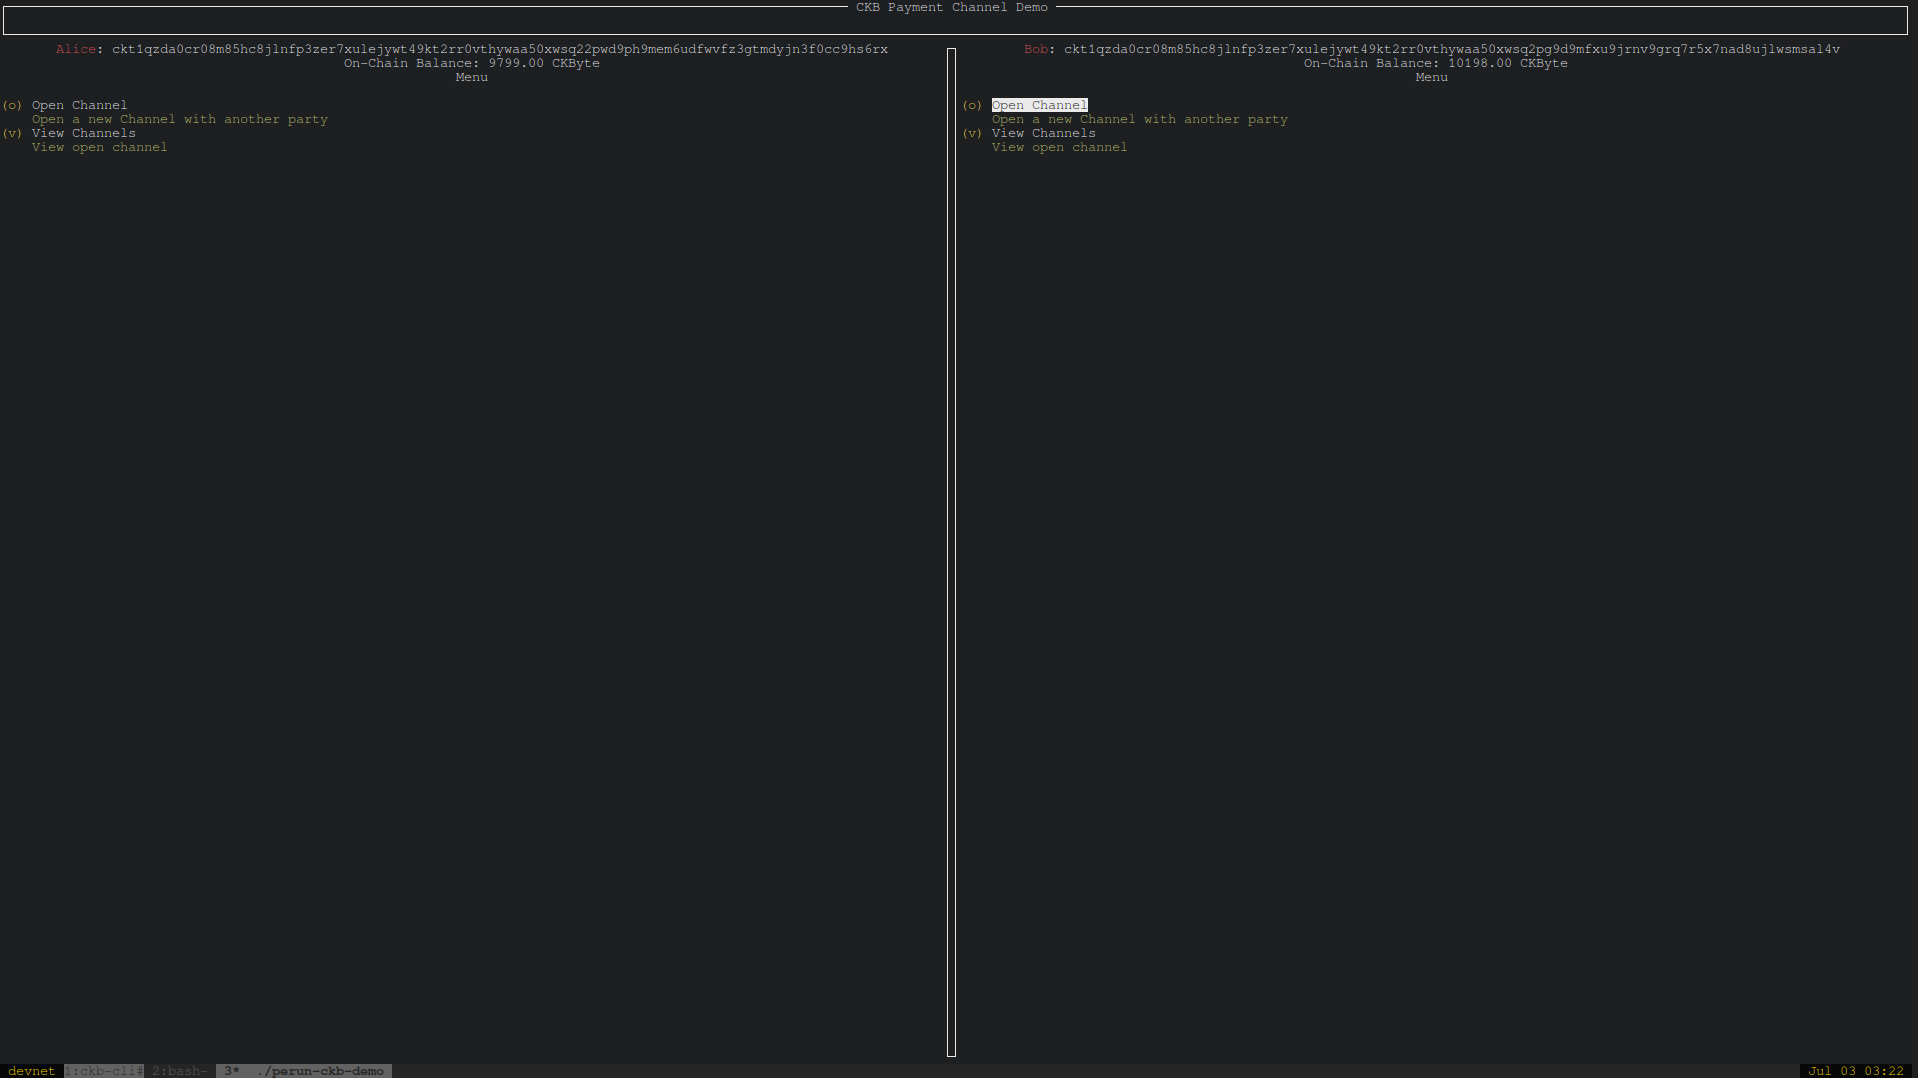 CKB Payment Channel Demo
Alice: ckt1qzda0cr08m85hc8jlnfp3zer7xulejywt49kt2rr0vthywaa50xwsq22pwd9ph9mem6udfwvfz3gtmdyjn3f0cc9hs6rx
On-Chain Balance: 9799.00 CKByte
Menu
(o) Open Channel
Open a new Channel with another party
(v) View Channels
View open channel
Bob: ckt1qzda0cr08m85hc8jlnfp3zer7xulejywt49kt2rr0vthywaa50xwsq2pg9d9mfxu9jrnv9grq7r5x7nad8ujlwsmsal4v
On-Chain Balance: 10198.00 CKByte
Menu
(o) Open Channel
Open a new Channel with another party
(v) View Channels
View open channel
devnet 1:ckb-cli# 2:bash- 3* ./perun-ckb-demo
Jul 03 03:22